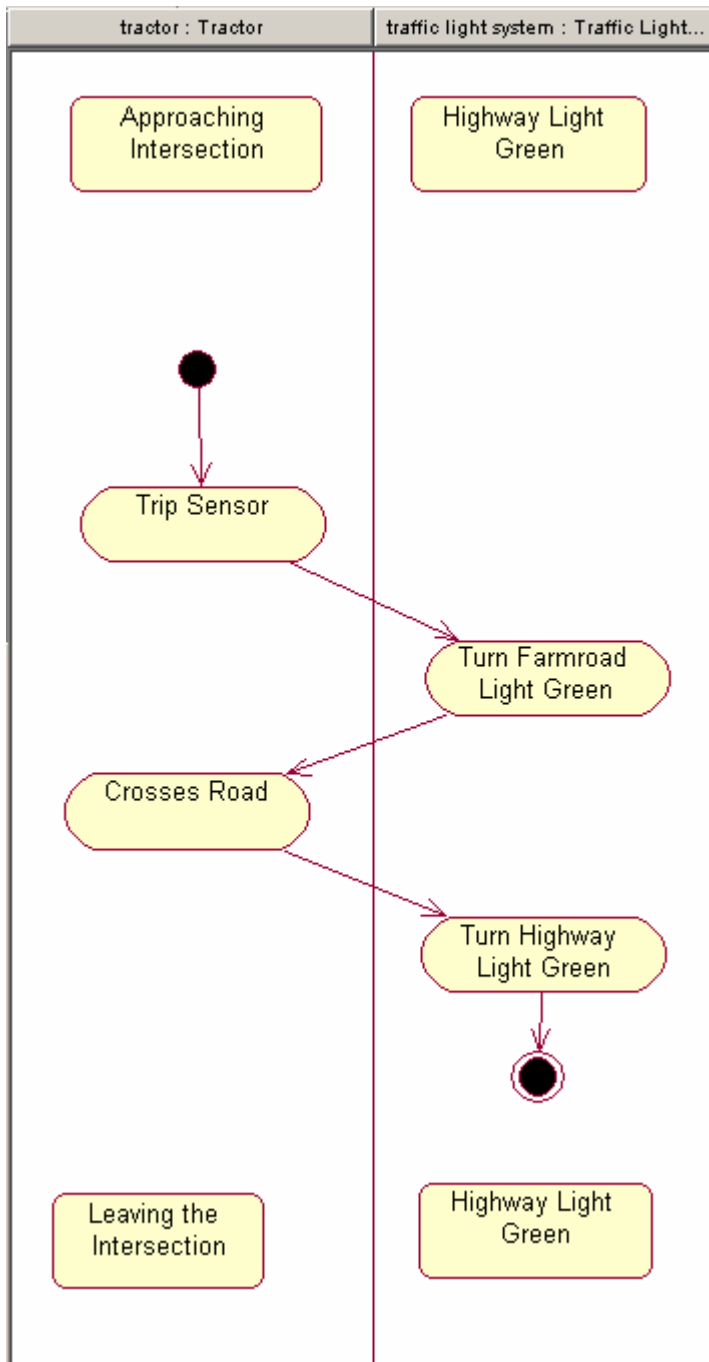 tractor : Tractor
traffic light system : Traffic Light...
Approaching
Intersection
Highway Light
Green
Trip Sensor
Turn Farmroad
Light Green
Crosses Road
Turn Highway
Light Green
Leaving the
Intersection
Highway Light
Green